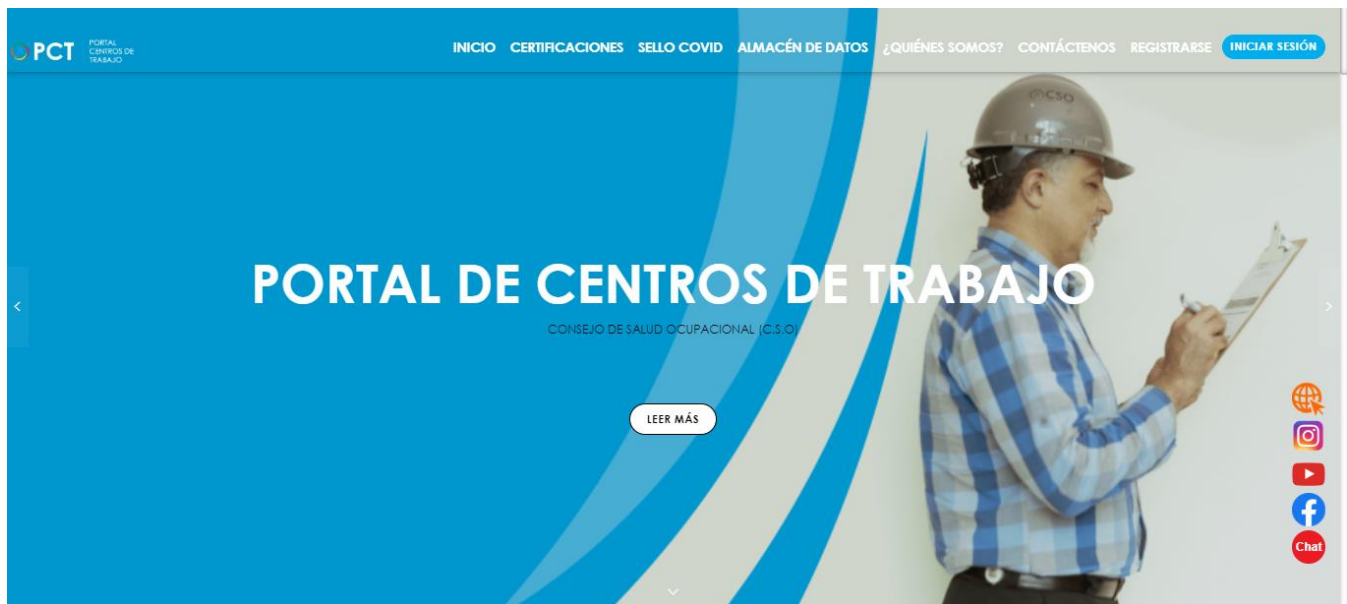 PCT
PORTAL
CENTROS DE
TRABAJO
INICIO CERTIFICACIONES SELLO COVID ALMACÉN DE DATOS ¿QUIÉNES SOMOS? CONTÁCTENOS REGISTRARSE INICIAR SESIÓN
CSO
PORTAL DE CENTROS DE TRABAJO
CONSEJO DE SALUD OCUPACIONAL (C.S.O)
LEER MÁS
Chat